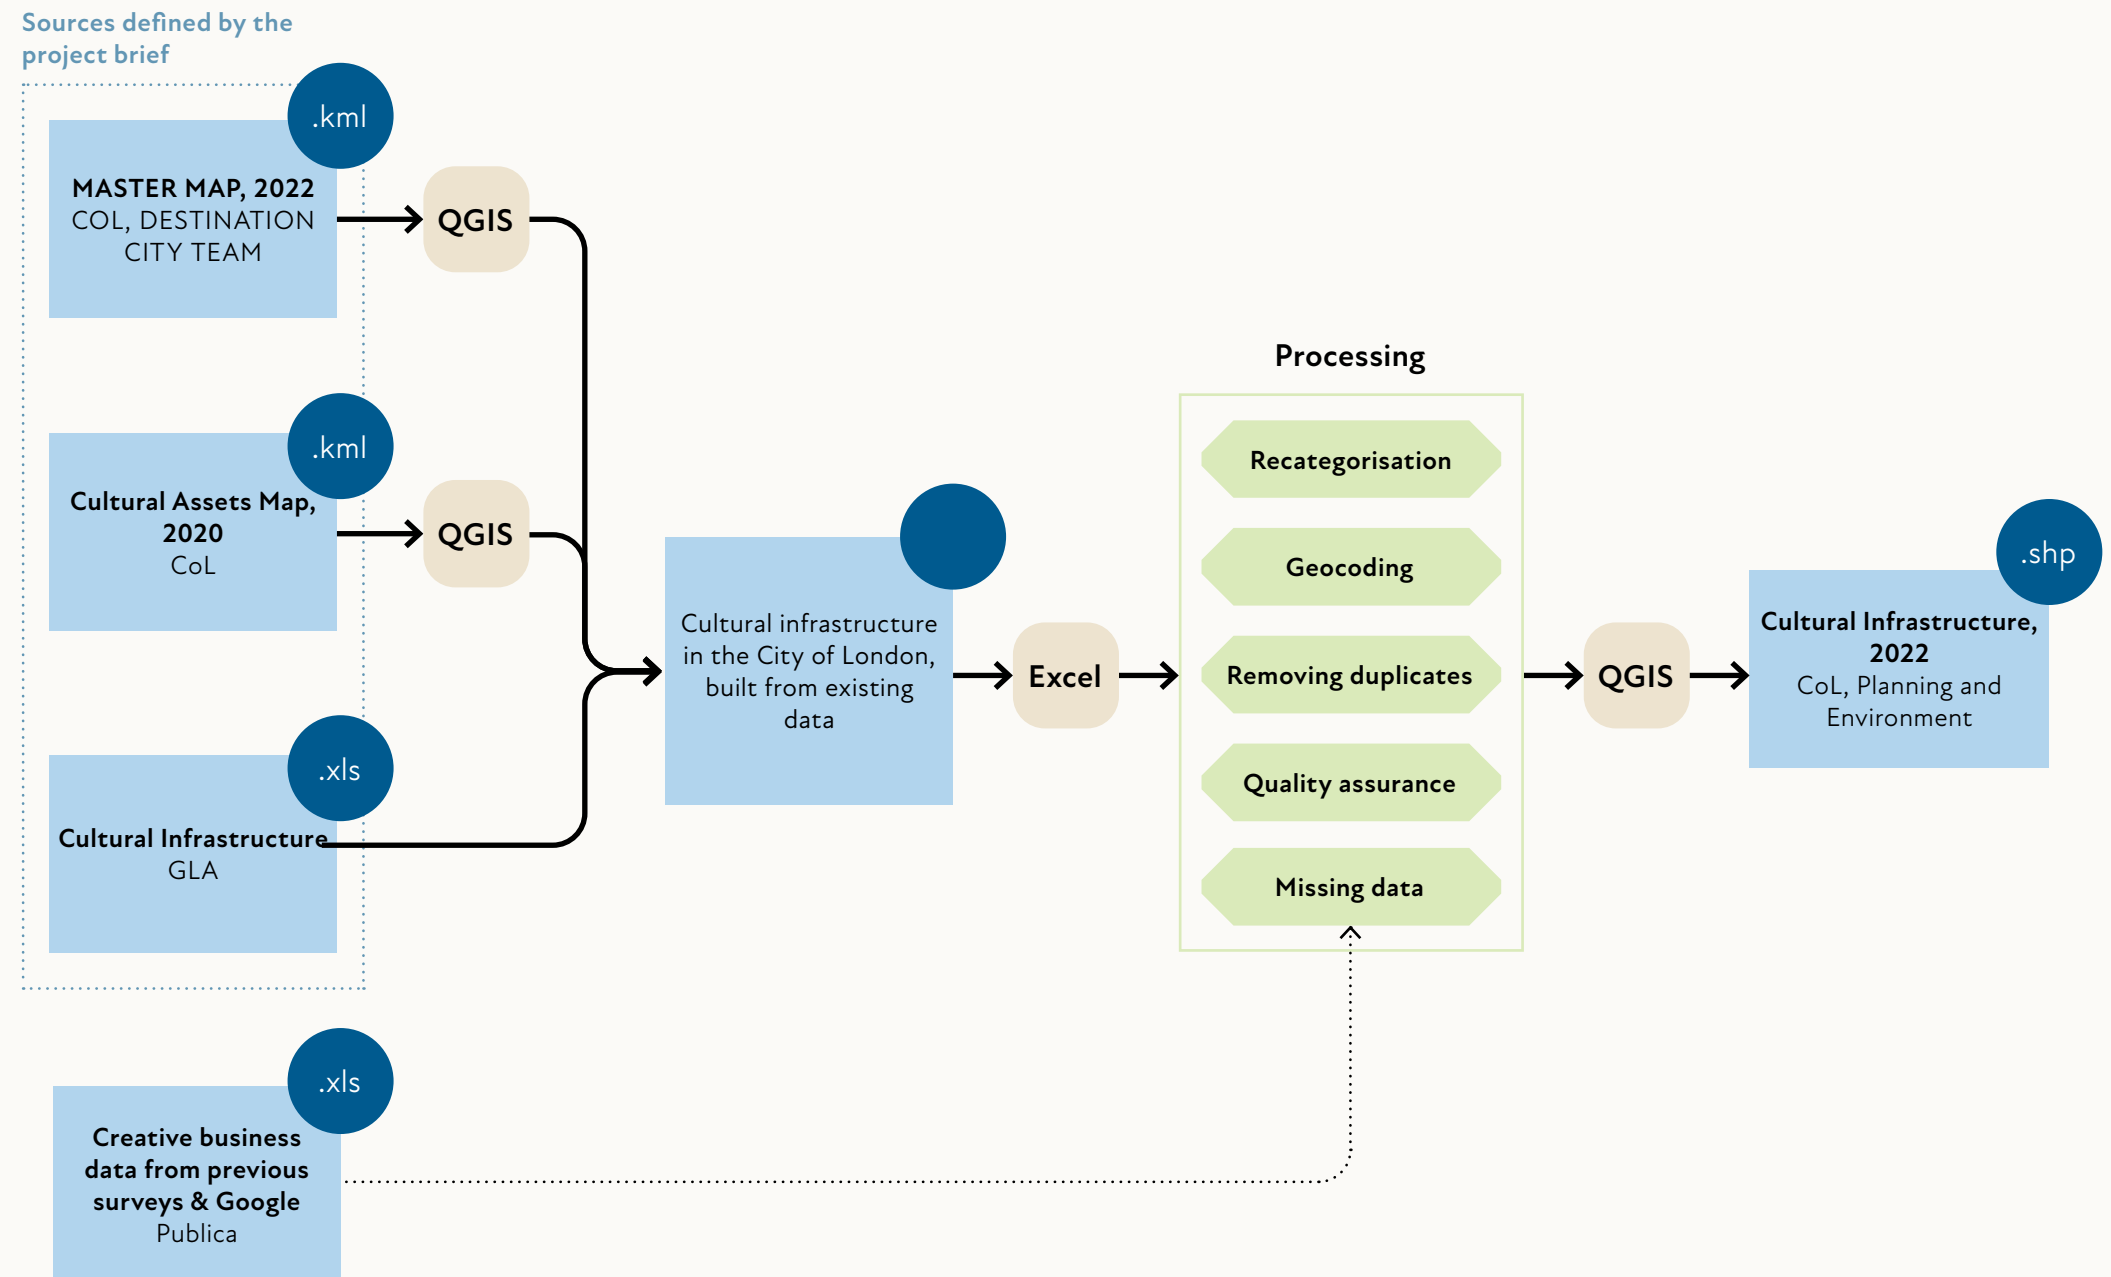 Sources defined by the
project brief
.kml
MASTER MAP, 2022
COL, DESTINATION
CITY TEAM
QGIS
.kml
Cultural Assets Map,
2020
CoL
QGIS
.xls
Cultural Infrastructure
GLA
.xls
Creative business
data from previous
surveys & Google
Publica
Cultural infrastructure
in the City of London,
built from existing
data
Excel
Processing
Recategorisation
Geocoding
Removing duplicates
Quality assurance
Missing data
QGIS
.shp
Cultural Infrastructure,
2022
CoL, Planning and
Environment